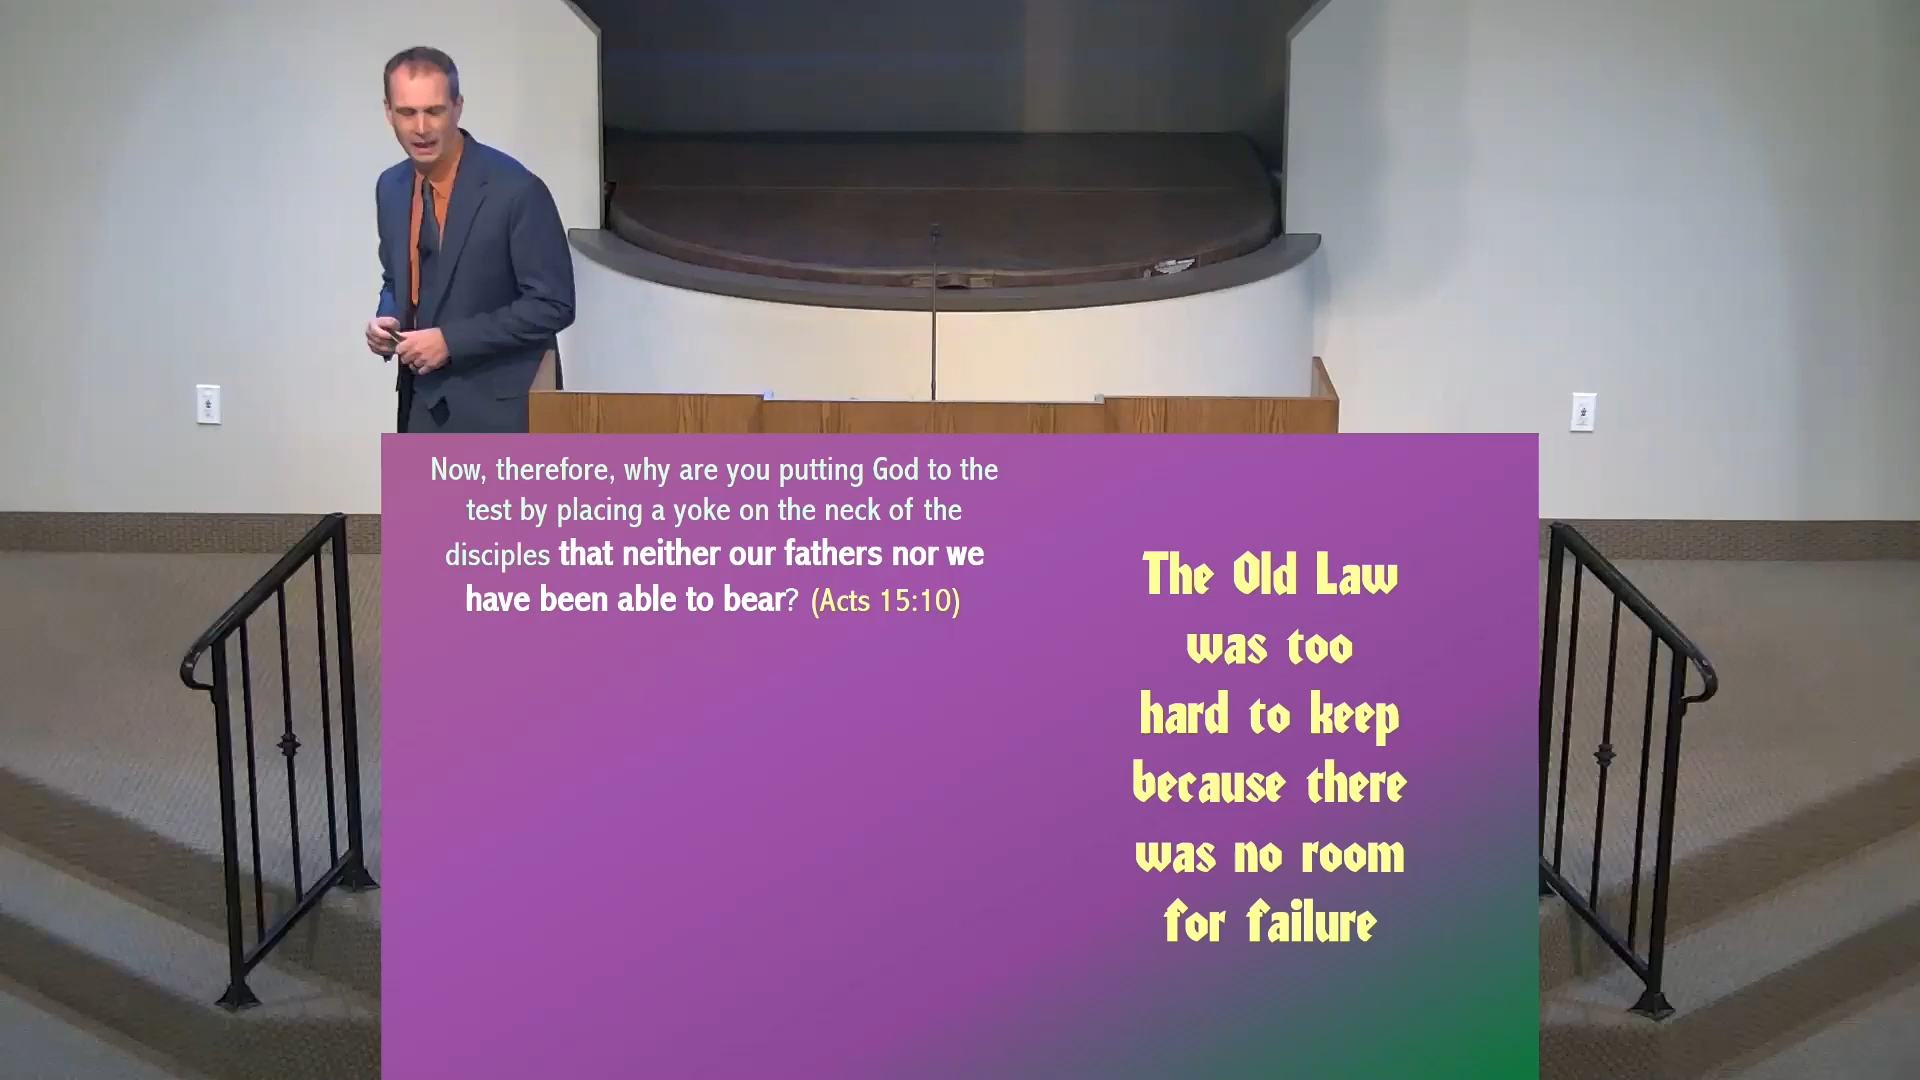 Now, therefore, why are you putting God to the
test by placing a yoke on the neck of the
disciples that neither our fathers nor we
have been able to bear? (Acts 15:10)
The Old Law
was too
hard to keep
because there
was no room
for failure